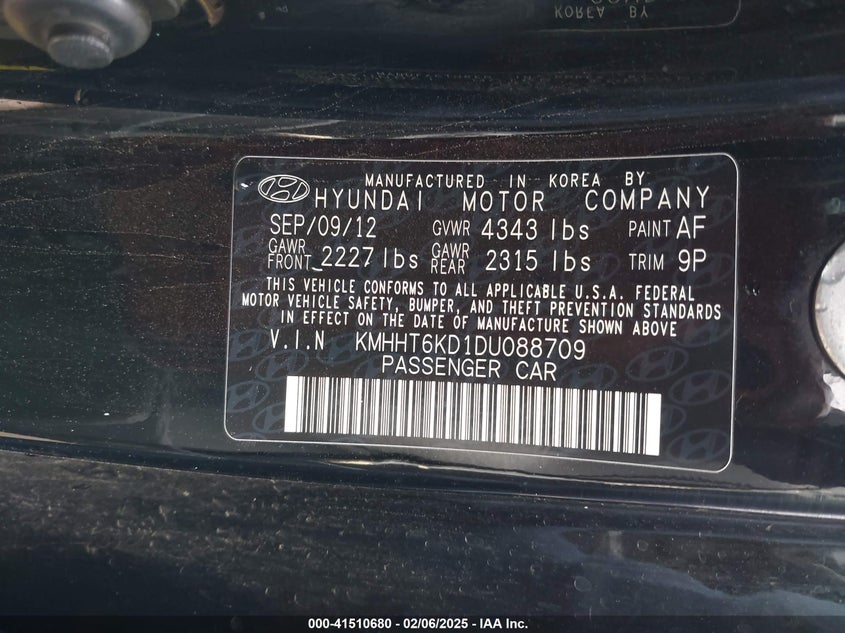 KOREA BY
MANUFACTURED IN KOREA BY
HYUNDAI MOTOR COMPANY
SEP/09/12 GVWR 4343 lbs PAINT AF
GAWR FRONT 2227 lbs GAWR REAR 2315 lbs TRIM 9P
THIS VEHICLE CONFORMS TO ALL APPLICABLE U.S.A. FEDERAL
MOTOR VEHICLE SAFETY, BUMPER, AND THEFT PREVENTION STANDARDS
IN EFFECT ON THE DATE OF MANUFACTURE SHOWN ABOVE
V.I.N KMHHT6KD1DU088709
PASSENGER CAR
000-41510680 - 02/06/2025 - IAA Inc.